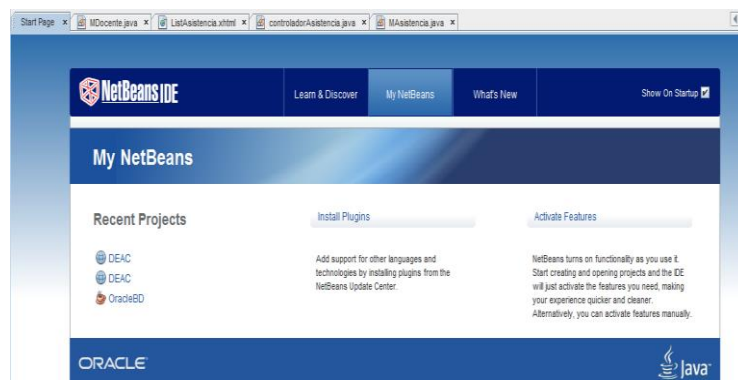 Start Page x MDocente.java x ListAsistencia.xhtml x controladorAsistencia.java x MAsistencia.java x
NetBeans IDE
Learn & Discover
My NetBeans
What's New
Show On Startup
My NetBeans
Recent Projects
DEAC
DEAC
OracleBD
Install Plugins
Add support for other languages and
technologies by installing plugins from the
NetBeans Update Center.
Activate Features
NetBeans turns on functionality as you use it.
Start creating and opening projects and the IDE
will just activate the features you need, making
your experience quicker and cleaner.
Alternatively, you can activate features manually.
ORACLE
Java